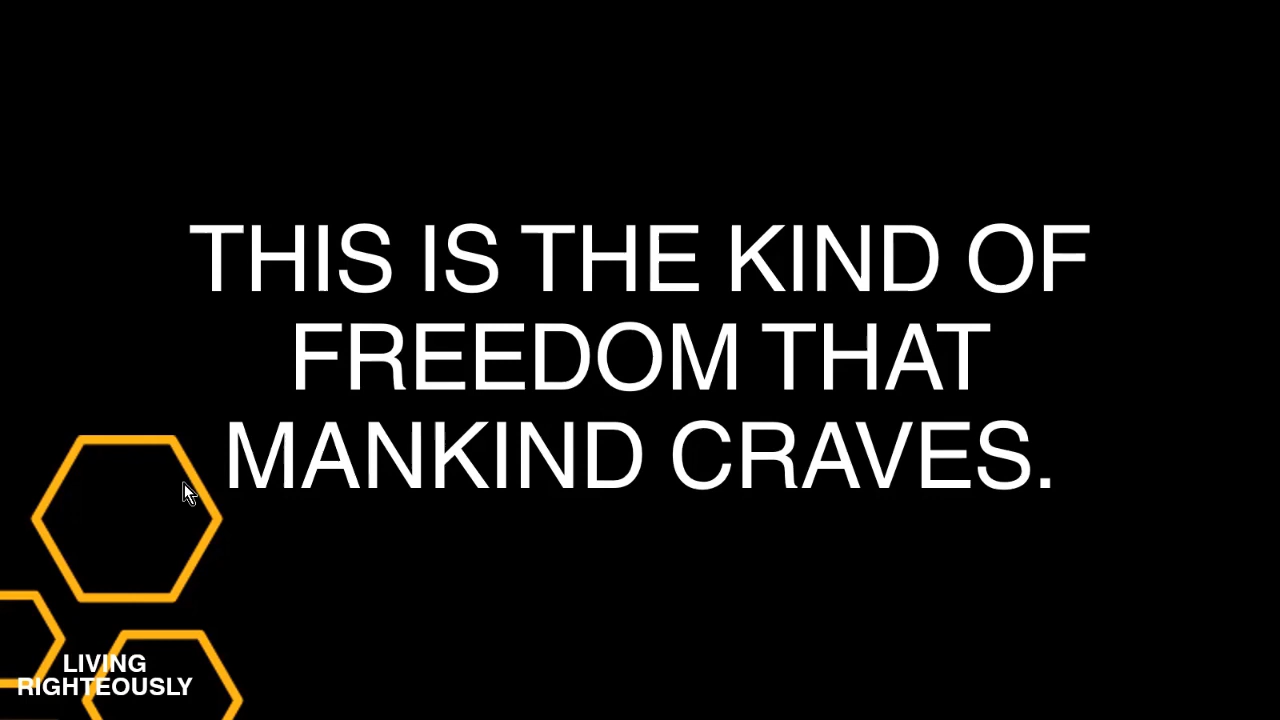 THIS IS THE KIND OF
FREEDOM THAT
MANKIND CRAVES.
LIVING
RIGHTEOUSLY